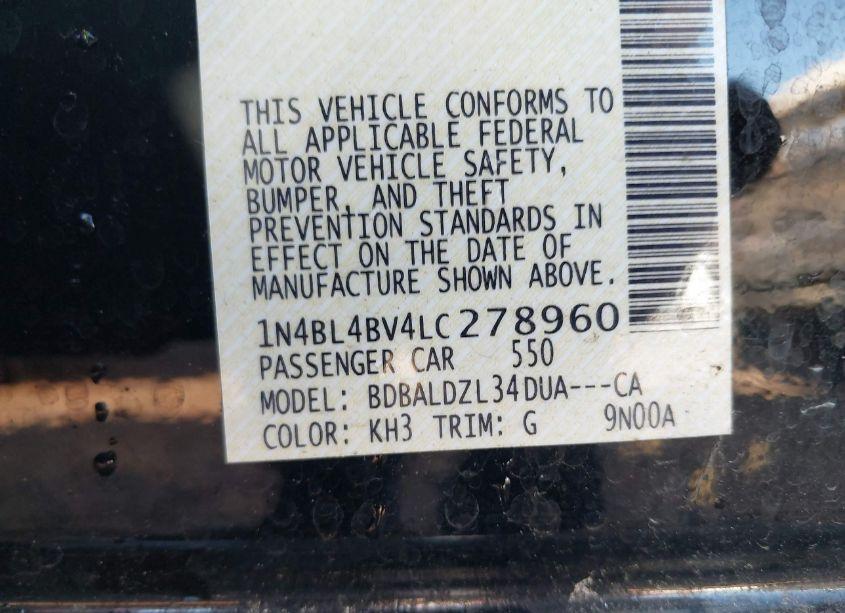 THIS VEHICLE CONFORMS TO
ALL APPLICABLE FEDERAL
MOTOR VEHICLE SAFETY,
BUMPER, AND THEFT
PREVENTION STANDARDS IN
EFFECT ON THE DATE OF
MANUFACTURE SHOWN ABOVE.
1N4BL4BV4LC278960
PASSENGER CAR 550
MODEL: BDBALDZL34DUA---CA
COLOR: KH3 TRIM: G 9N00A